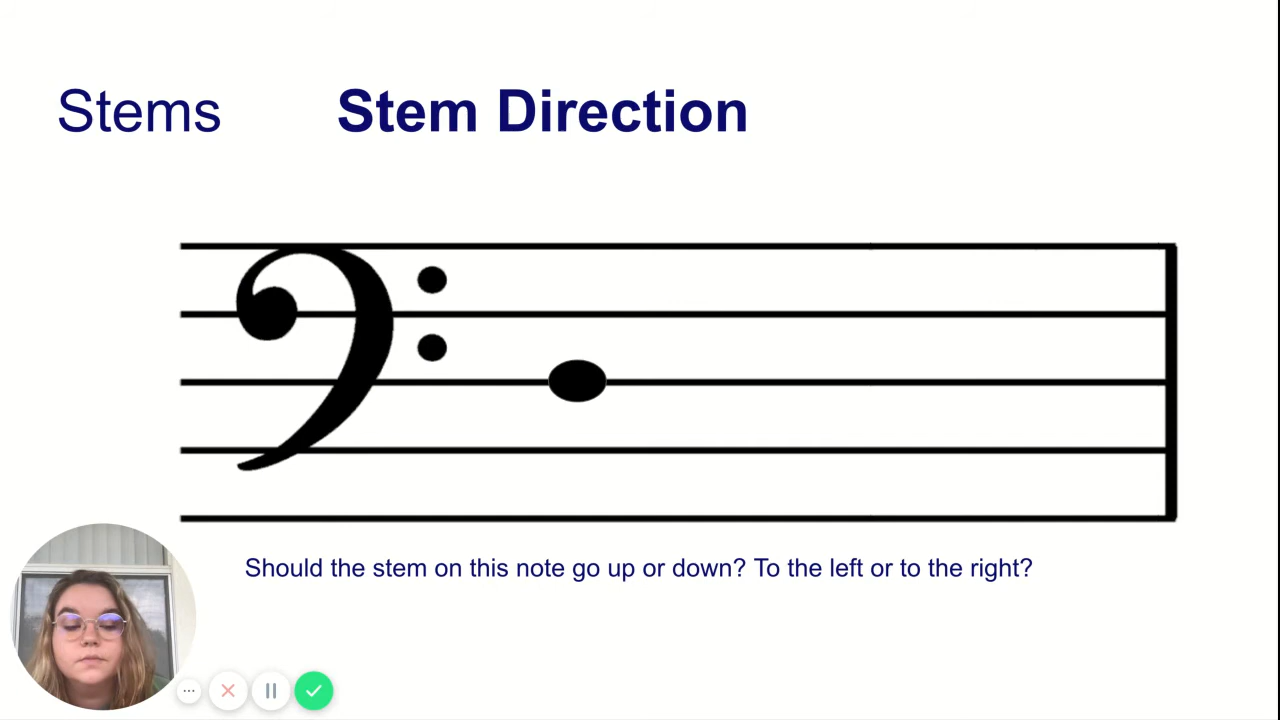 Stems Stem Direction
Should the stem on this note go up or down? To the left or to the right?